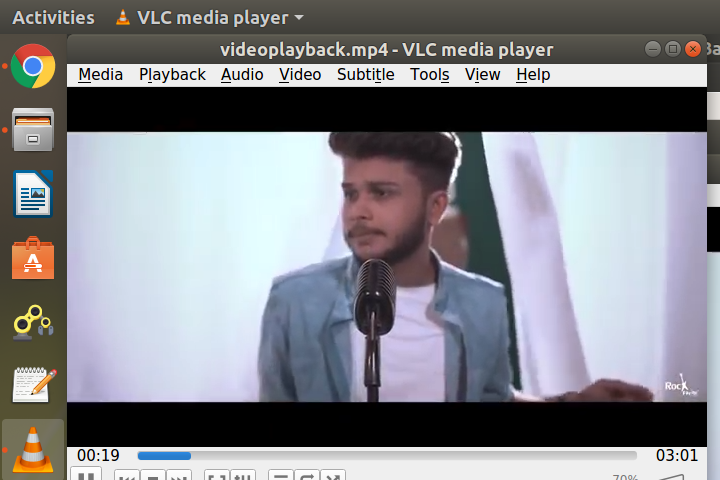 Activities VLC media player
videoplayback.mp4 - VLC media player
Media Playback Audio Video Subtitle Tools View Help
Rock
00:19 03:01
70%